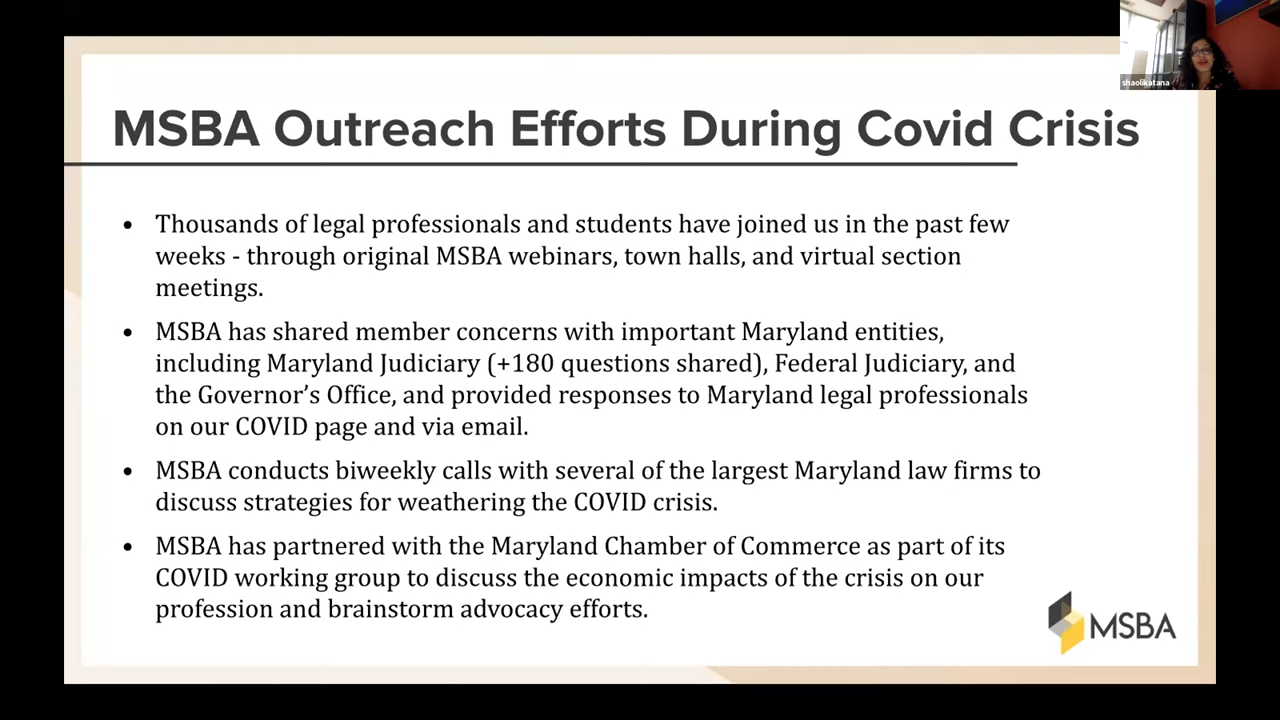 shaolikatana
MSBA Outreach Efforts During Covid Crisis
• Thousands of legal professionals and students have joined us in the past few
weeks - through original MSBA webinars, town halls, and virtual section
meetings.
• MSBA has shared member concerns with important Maryland entities,
including Maryland Judiciary (+180 questions shared), Federal Judiciary, and
the Governor’s Office, and provided responses to Maryland legal professionals
on our COVID page and via email.
• MSBA conducts biweekly calls with several of the largest Maryland law firms to
discuss strategies for weathering the COVID crisis.
• MSBA has partnered with the Maryland Chamber of Commerce as part of its
COVID working group to discuss the economic impacts of the crisis on our
profession and brainstorm advocacy efforts.
MSBA